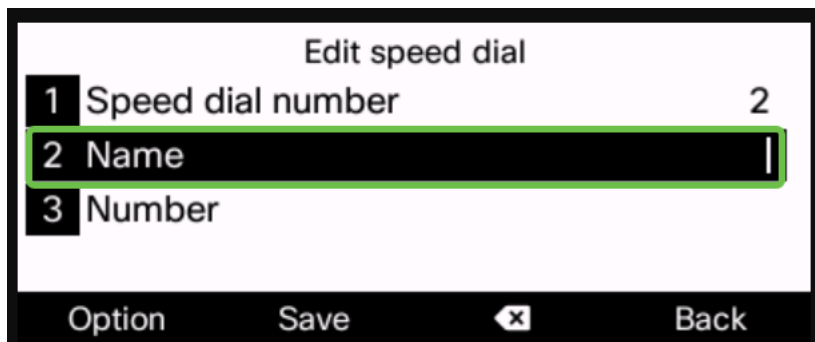 Edit speed dial
1 Speed dial number 2
2 Name
3 Number
Option Save Back